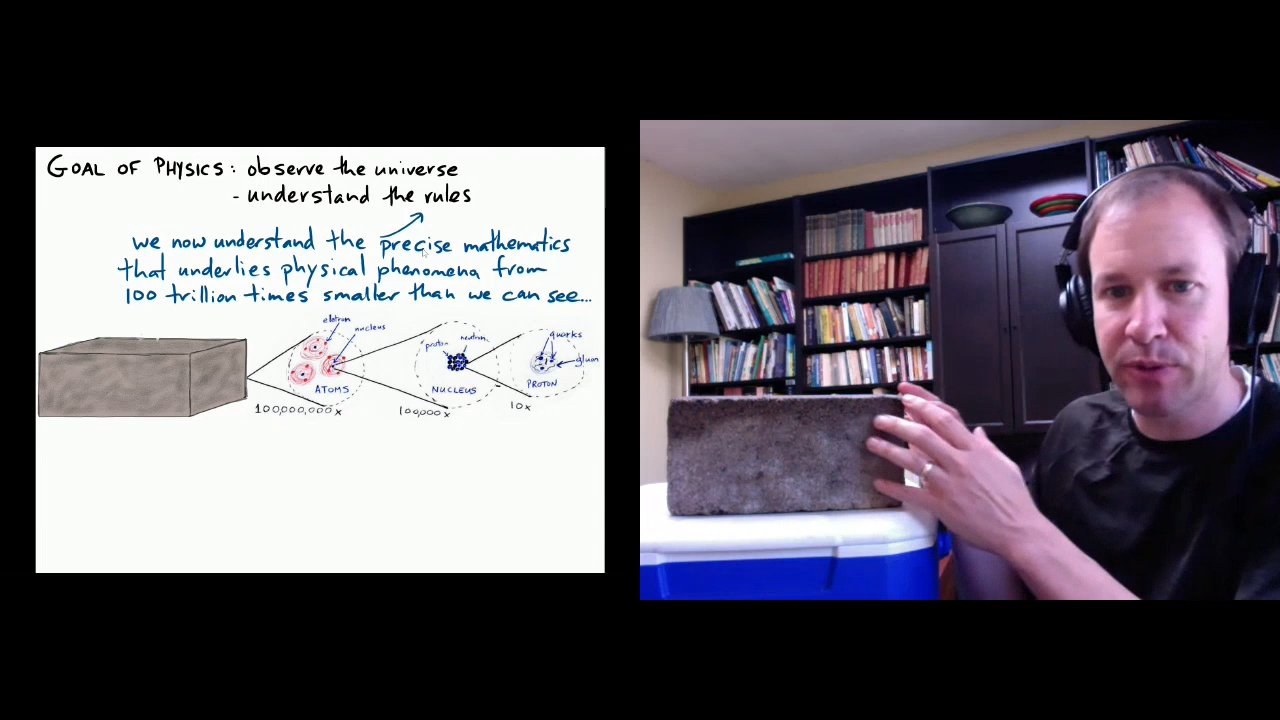 GOAL OF PHYSICS: observe the universe
- understand the rules
we now understand the precise mathematics
that underlies physical phenomena from
100 trillion times smaller than we can see...
electron
nucleus
proton
neutron
quarks
gluon
ATOMS
NUCLEUS
PROTON
100,000,000x
100,000x
10x